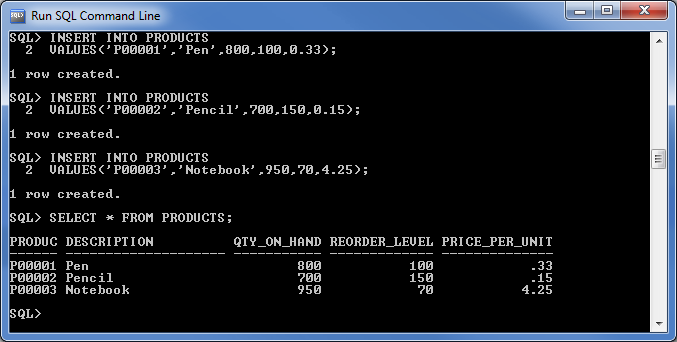 Run SQL Command Line
SQL> INSERT INTO PRODUCTS
  2  VALUES('P00001','Pen',800,100,0.33);
1 row created.
SQL> INSERT INTO PRODUCTS
  2  VALUES('P00002','Pencil',700,150,0.15);
1 row created.
SQL> INSERT INTO PRODUCTS
  2  VALUES('P00003','Notebook',950,70,4.25);
1 row created.
SQL> SELECT * FROM PRODUCTS;
PRODUC DESCRIPTION          QTY_ON_HAND REORDER_LEVEL PRICE_PER_UNIT
------ -------------------- ----------- ------------- --------------
P00001 Pen                          800           100            .33
P00002 Pencil                       700           150            .15
P00003 Notebook                     950            70           4.25
SQL>